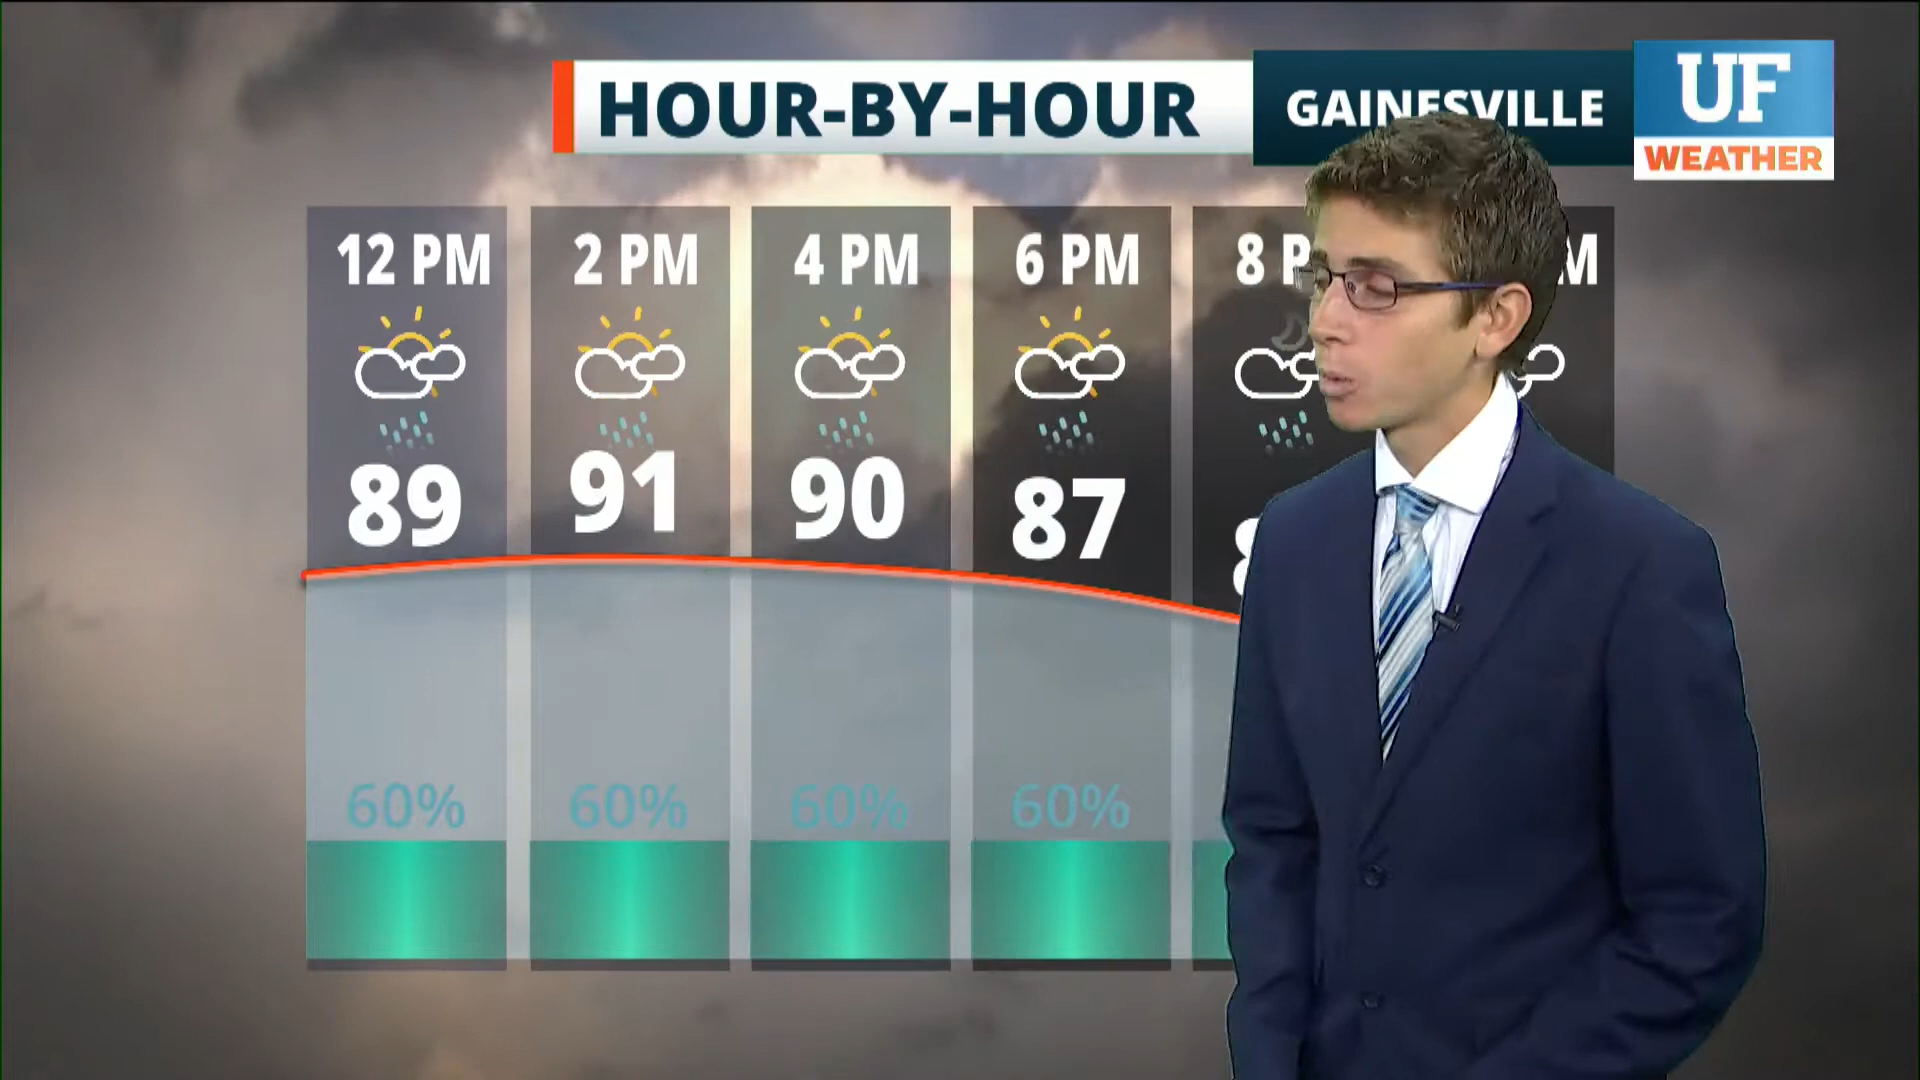 HOUR-BY-HOUR
GAINESVILLE
UF
WEATHER
12 PM
2 PM
4 PM
6 PM
8 P
M
89
91
90
87
60%
60%
60%
60%